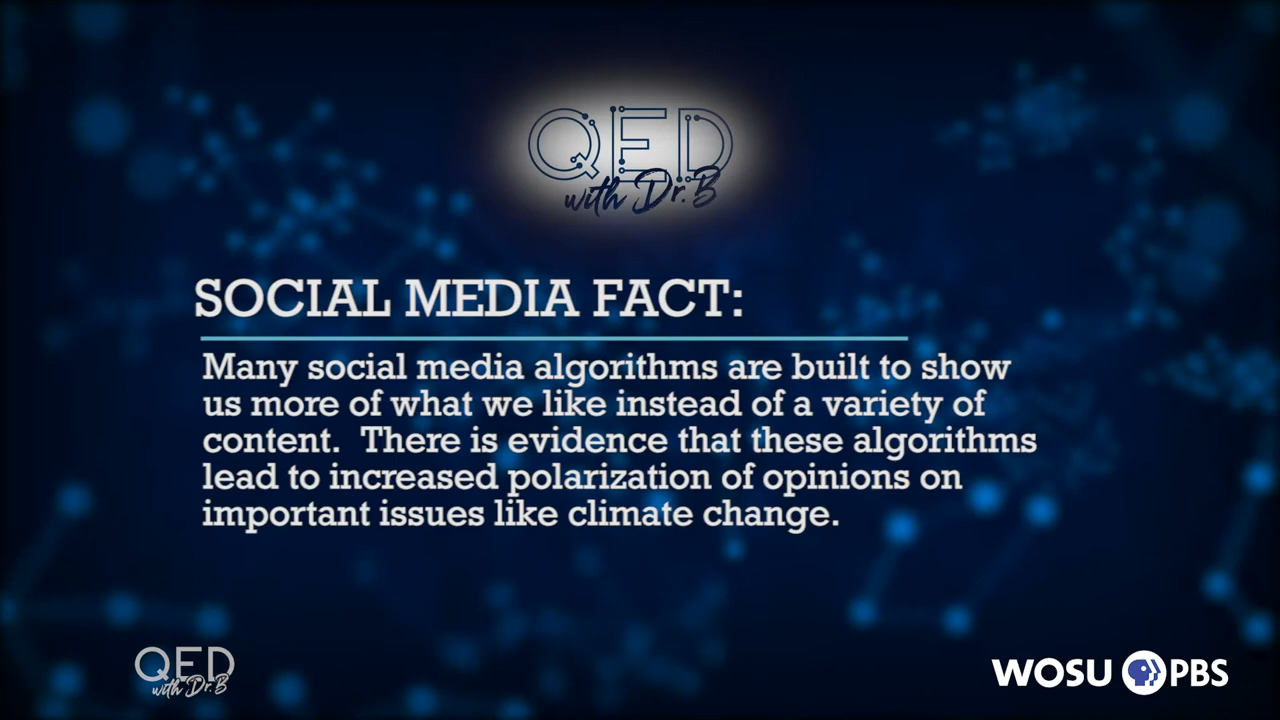 QED
with Dr. B
SOCIAL MEDIA FACT:
Many social media algorithms are built to show
us more of what we like instead of a variety of
content.  There is evidence that these algorithms
lead to increased polarization of opinions on
important issues like climate change.
QED
with Dr. B
WOSU PBS